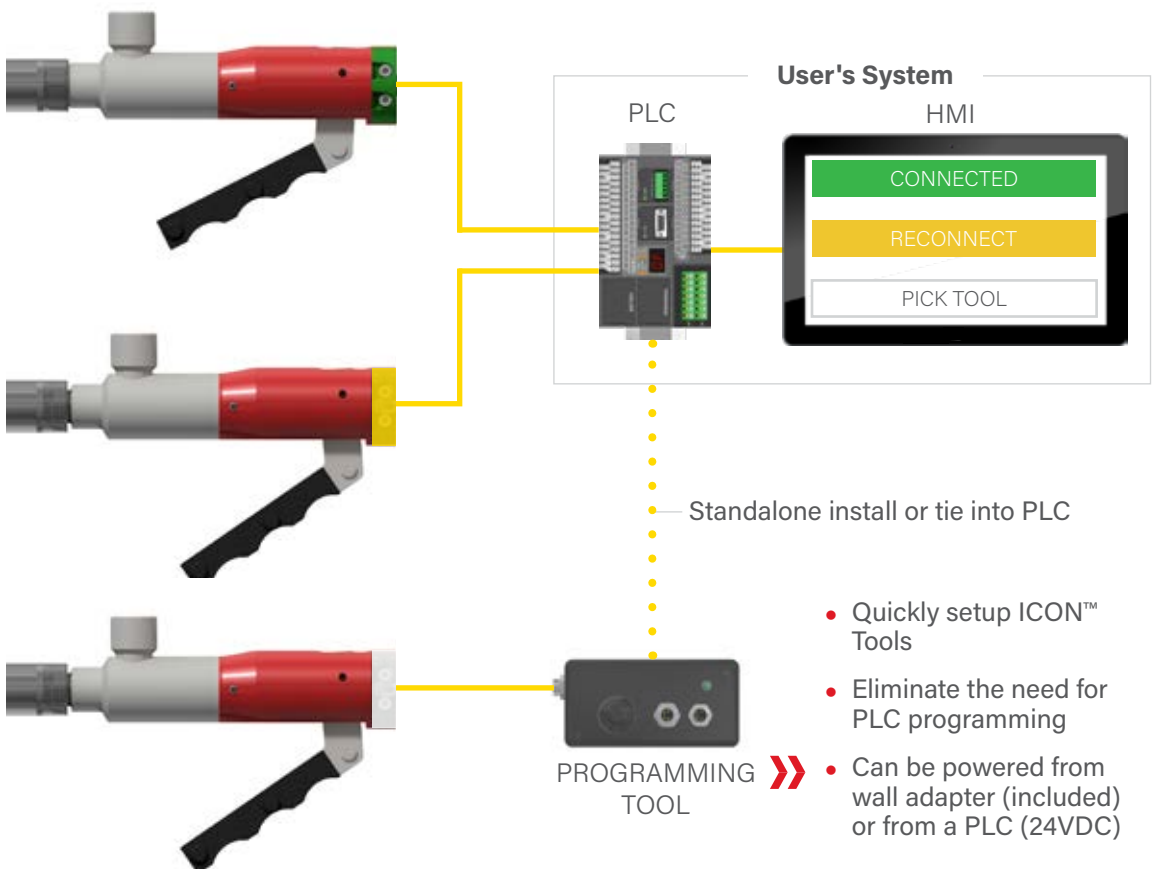 User's System
PLC
HMI
CONNECTED
RECONNECT
PICK TOOL
Standalone install or tie into PLC
PROGRAMMING
TOOL
• Quickly setup ICON™
Tools
• Eliminate the need for
PLC programming
• Can be powered from
wall adapter (included)
or from a PLC (24VDC)